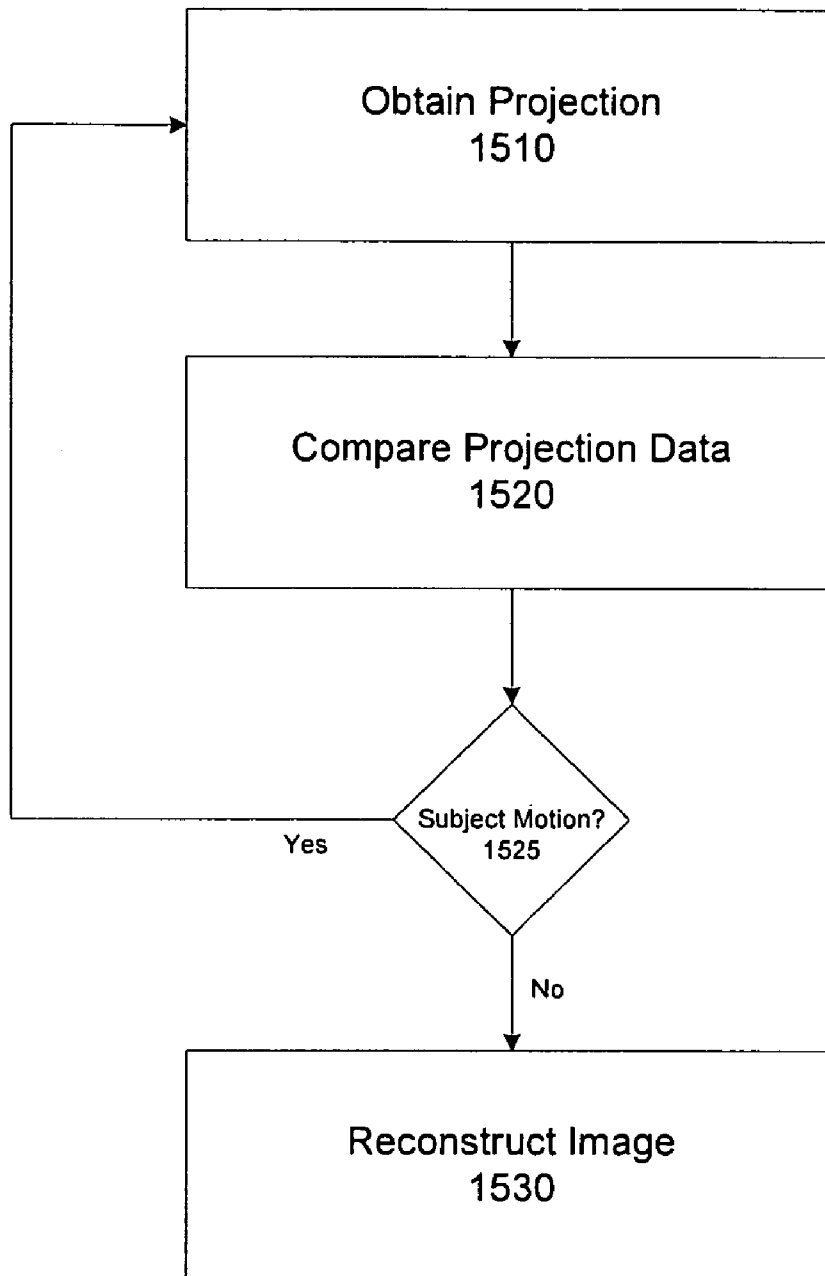 Obtain Projection
1510
Compare Projection Data
1520
Subject Motion?
1525
Yes
No
Reconstruct Image
1530